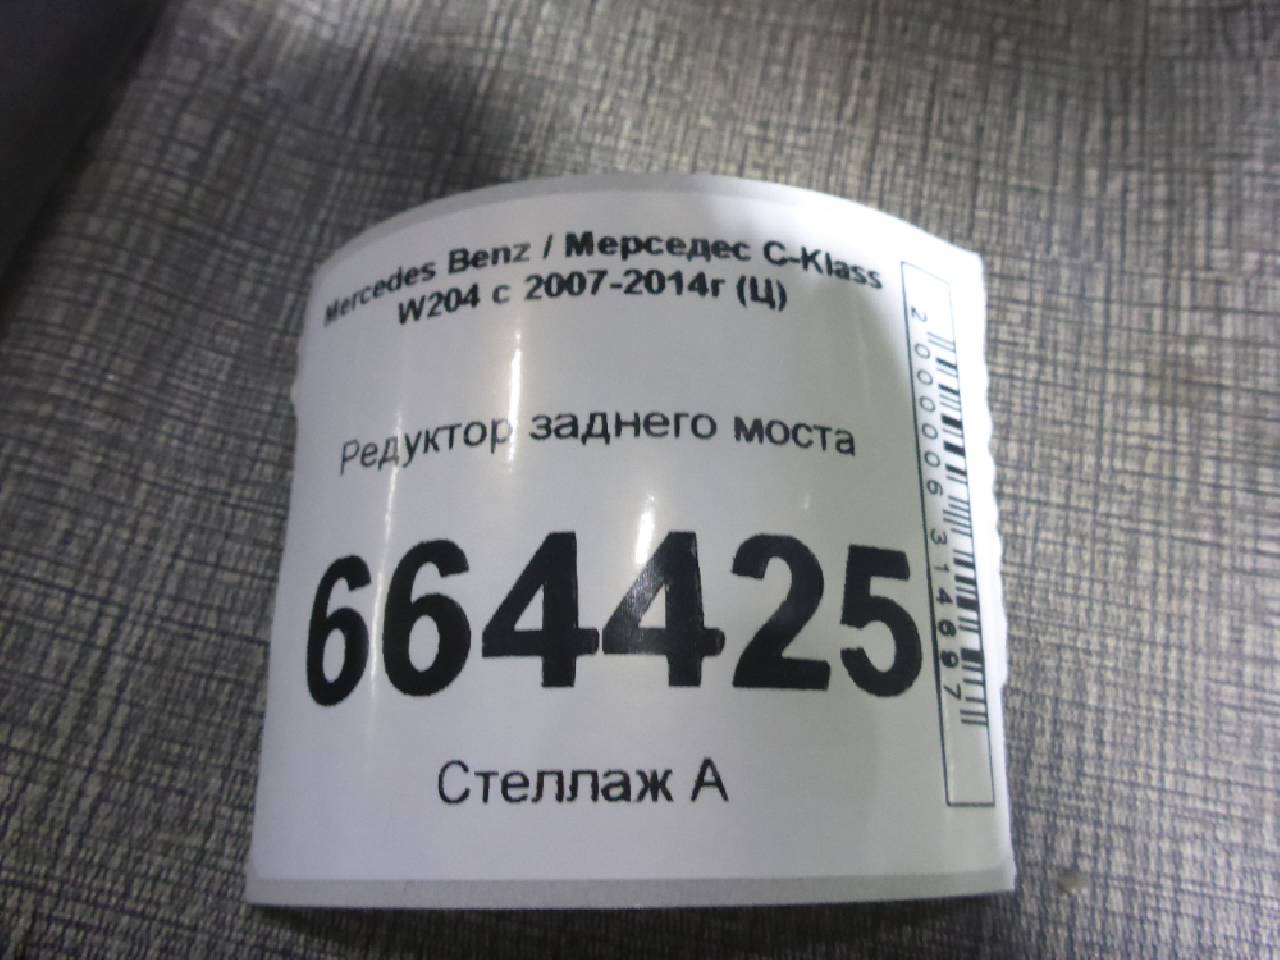 Mercedes Benz / Мерседес C-Klass
W204 с 2007-2014г (Ц)
Редуктор заднего моста
664425
Стеллаж А
2000006314697